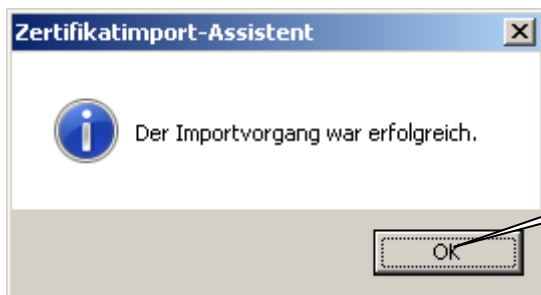 Zertifikatimport-Assistent
Der Importvorgang war erfolgreich.
OK